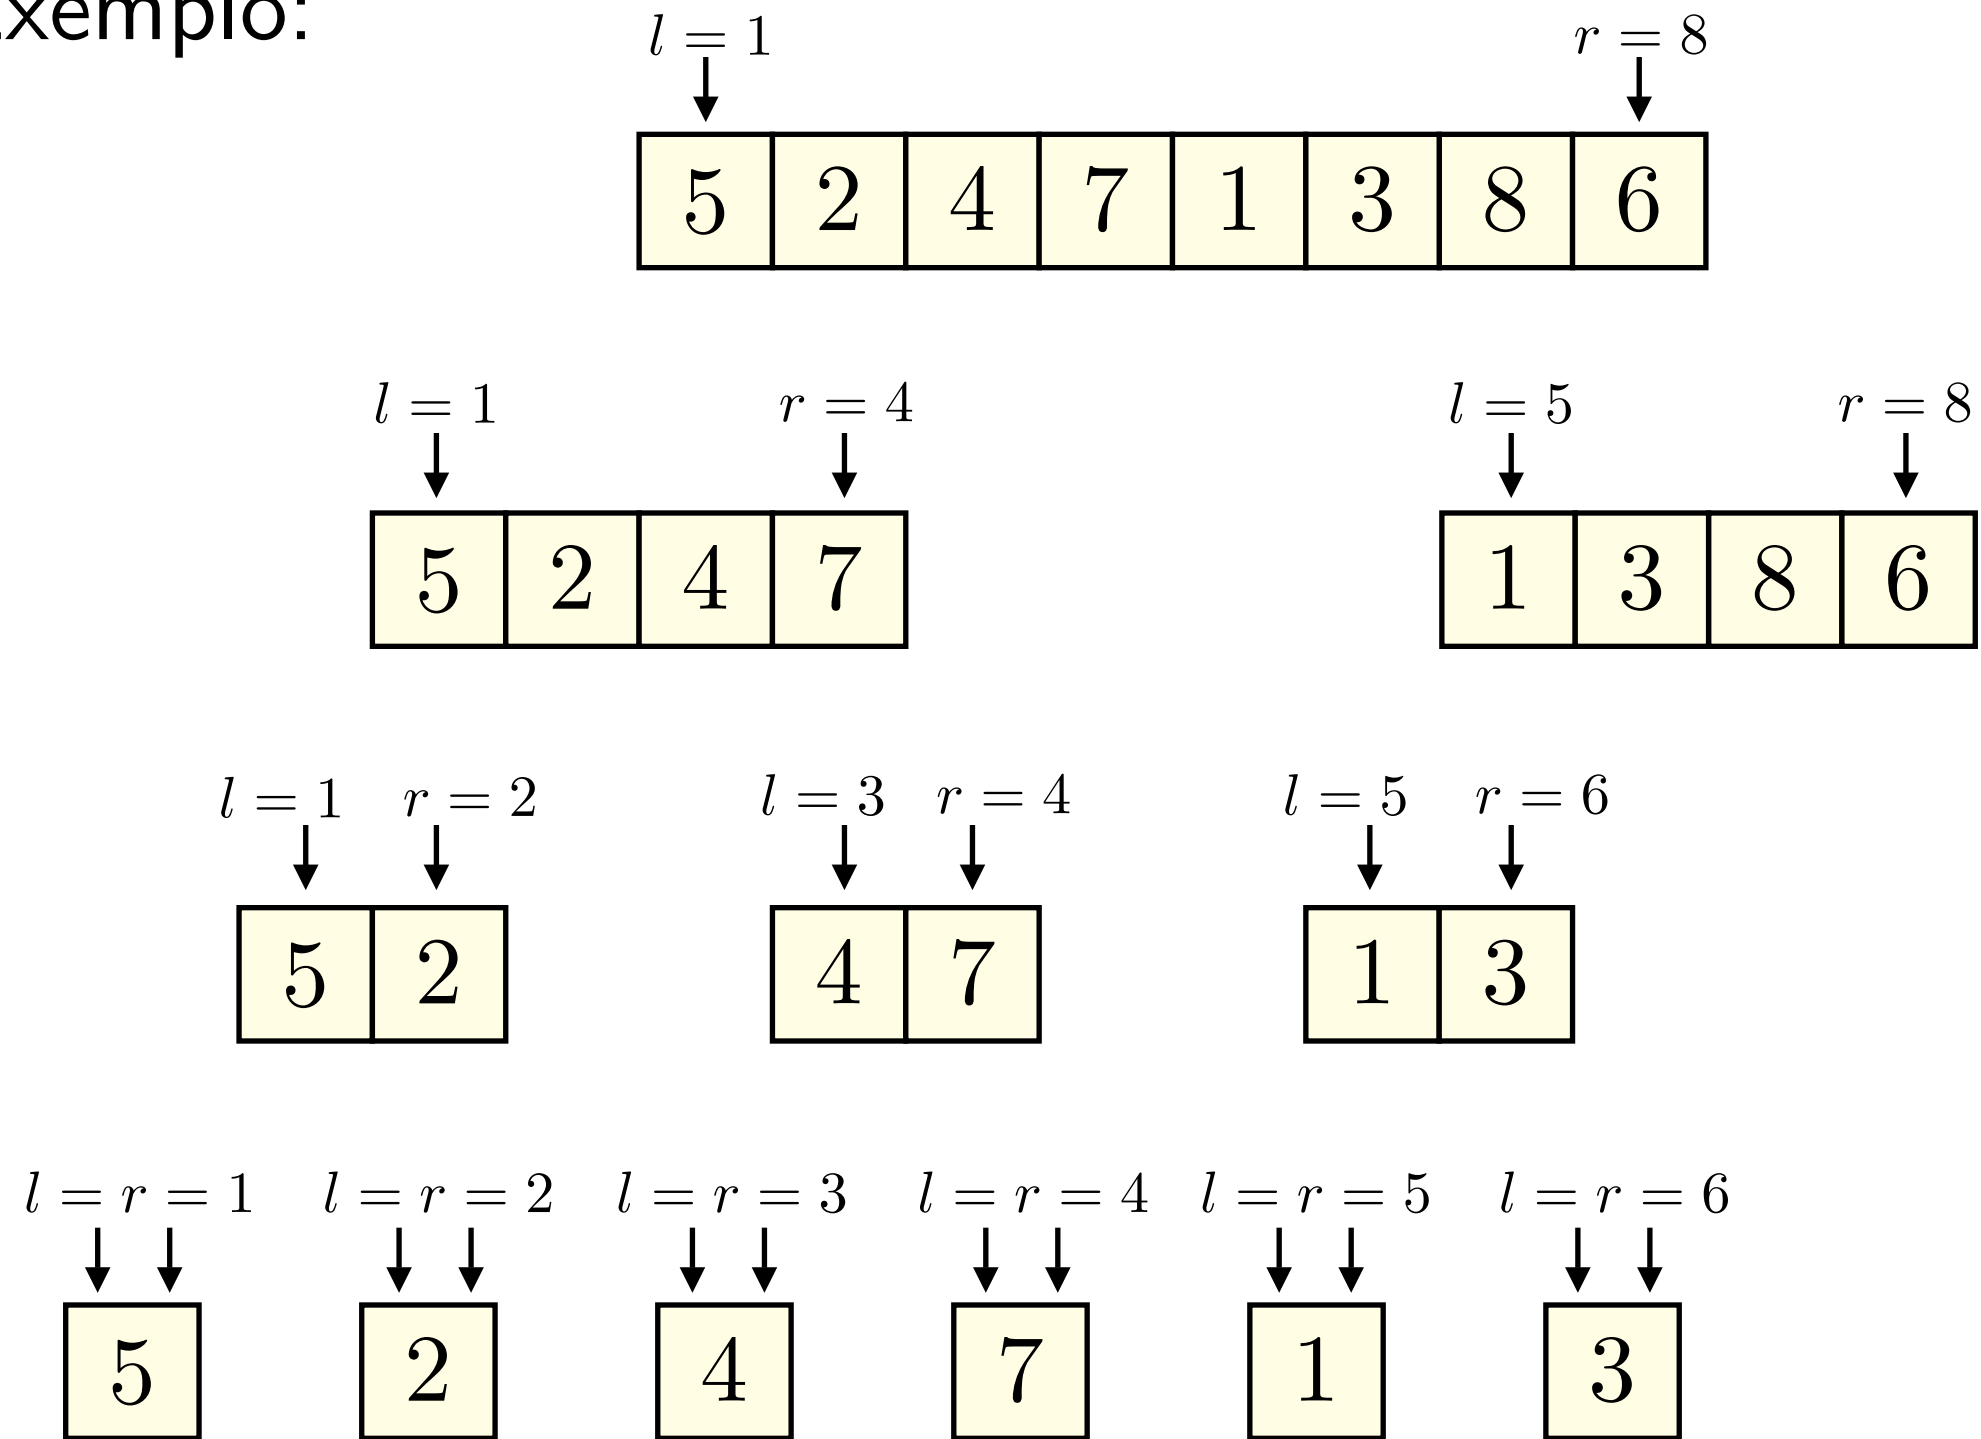 xemplo:
l = 1 r = 8
5 2 4 7 1 3 8 6
l = 1 r = 4 l = 5 r = 8
5 2 4 7 1 3 8 6
l = 1 r = 2 l = 3 r = 4 l = 5 r = 6
5 2 4 7 1 3
l = r = 1 l = r = 2 l = r = 3 l = r = 4 l = r = 5 l = r = 6
5 2 4 7 1 3